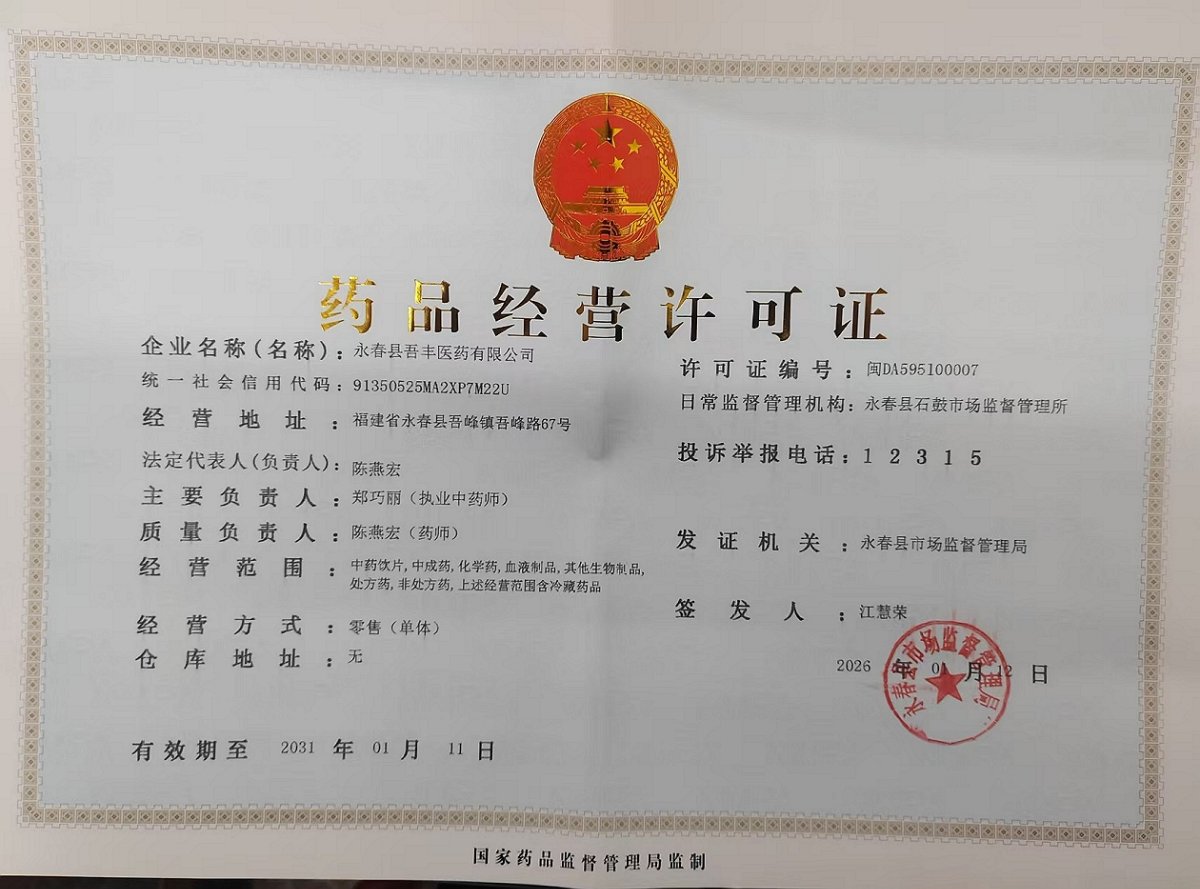 药品经营许可证
企业名称(名称)：永春县吾丰医药有限公司
统一社会信用代码：91350525MA2XP7M22U
经营地址：福建省永春县吾峰镇吾峰路67号
法定代表人(负责人)：陈燕宏
主要负责人：郑巧丽（执业中药师）
质量负责人：陈燕宏（药师）
经营范围：中药饮片,中成药,化学药,血液制品,其他生物制品,
处方药,非处方药,上述经营范围含冷藏药品
经营方式：零售（单体）
仓库地址：无
有效期至 2031 年 01 月 11 日
许可证编号：闽DA595100007
日常监督管理机构：永春县石鼓市场监督管理所
投诉举报电话：12315
发证机关：永春县市场监督管理局
签发人：江慧荣
2026 年 01 月 12 日
永春县市场监督管理局
国家药品监督管理局监制